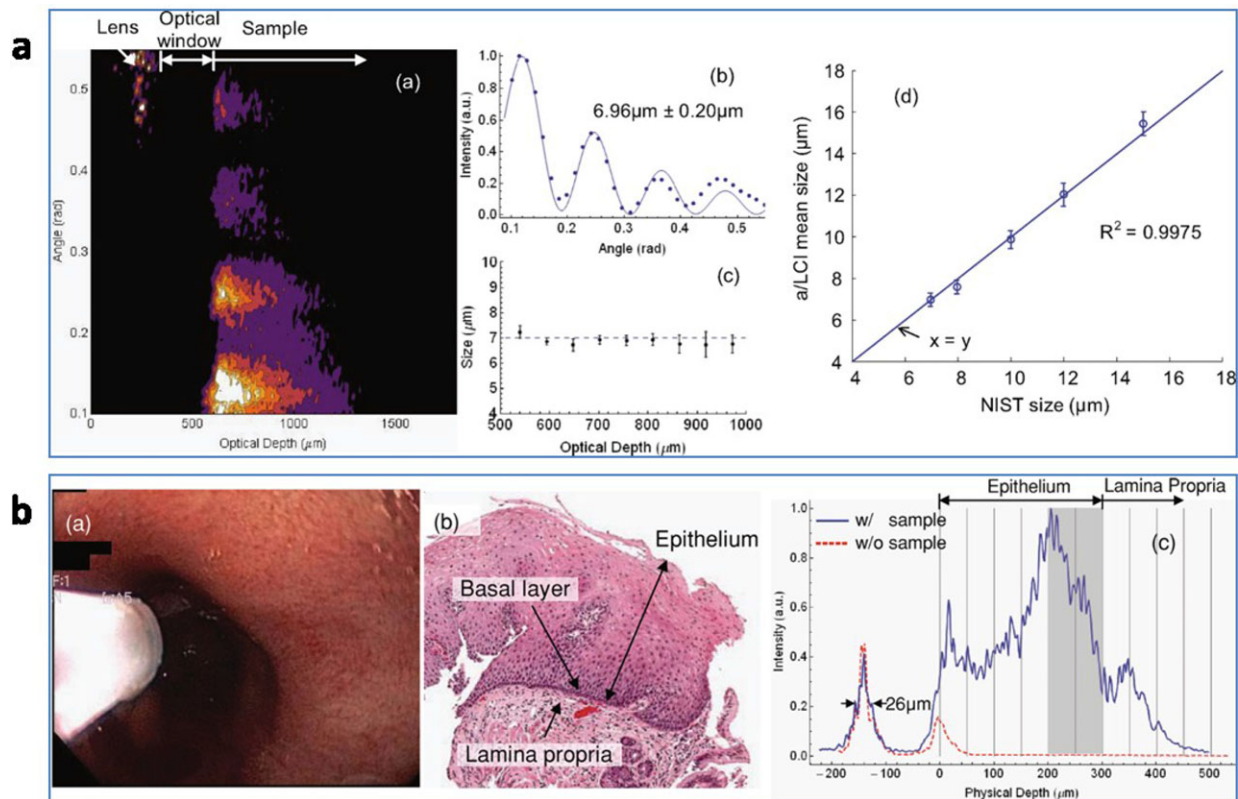 a
Lens
Optical
window
Sample
(a)
Angle (rad)
0.5
0.4
0.3
0.2
0.1
0
500
1000
1500
Optical Depth (μm)
(b)
6.96μm ± 0.20μm
Intensity (a.u.)
1.0
0.8
0.6
0.4
0.2
0.0
0.1
0.2
0.3
0.4
0.5
Angle (rad)
(c)
Size (μm)
10
9
8
7
6
5
4
500
600
700
800
900
1000
Optical Depth (μm)
(d)
a/LCI mean size (μm)
16
14
12
10
8
6
4
R² = 0.9975
x = y
4
6
8
10
12
14
16
18
NIST size (μm)
b
(a)
F:1
(b)
Epithelium
Basal layer
Lamina propria
Epithelium
Lamina Propria
w/ sample
w/o sample
(c)
Intensity (a.u.)
1.0
0.8
0.6
0.4
0.2
0.0
26μm
−200
−100
0
100
200
300
400
500
Physical Depth (μm)